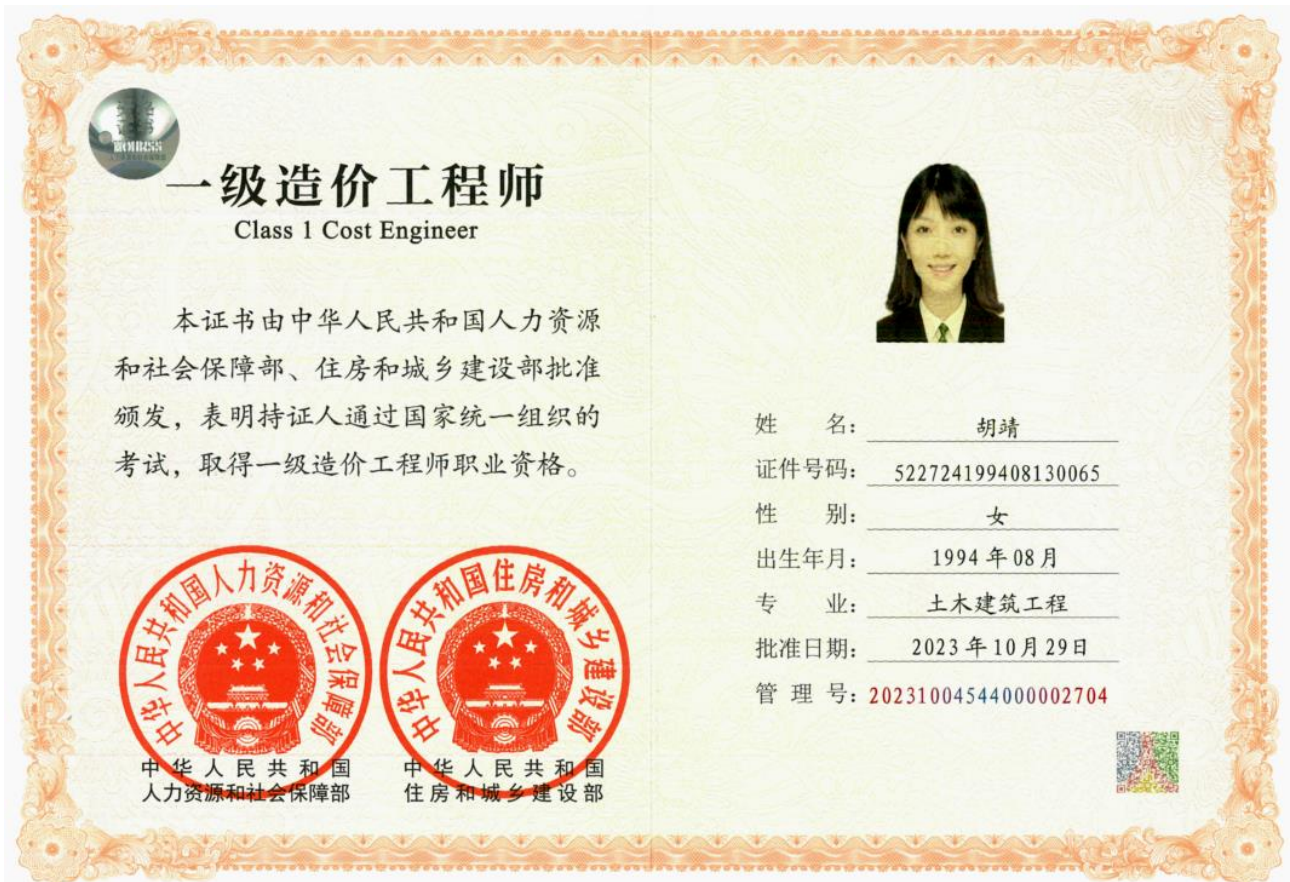 一级造价工程师
Class 1 Cost Engineer
本证书由中华人民共和国人力资源
和社会保障部、住房和城乡建设部批准
颁发，表明持证人通过国家统一组织的
考试，取得一级造价工程师职业资格。
中华人民共和国人力资源和社会保障部
中华人民共和国住房和城乡建设部
中华人民共和国
人力资源和社会保障部
中华人民共和国
住房和城乡建设部
姓 名：胡靖
证件号码：522724199408130065
性 别：女
出生年月：1994年08月
专 业：土木建筑工程
批准日期：2023年10月29日
管 理 号：20231004544000002704